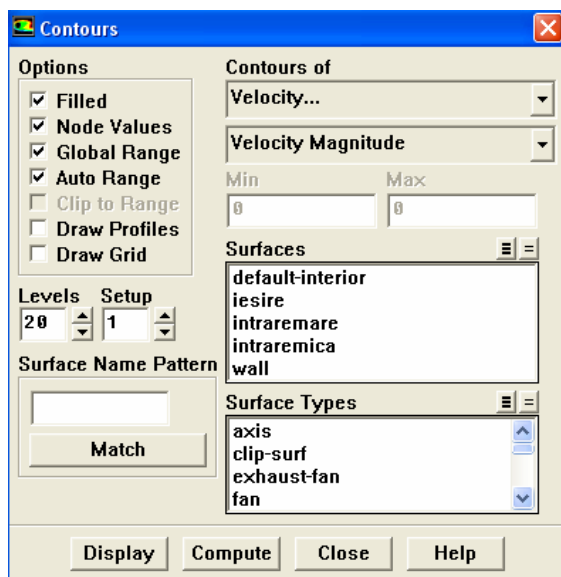 Contours
Options
Filled
Node Values
Global Range
Auto Range
Clip to Range
Draw Profiles
Draw Grid
Levels Setup
20 1
Surface Name Pattern
Match
Contours of
Velocity...
Velocity Magnitude
Min Max
0 0
Surfaces
default-interior
iesire
intraremare
intraremica
wall
Surface Types
axis
clip-surf
exhaust-fan
fan
Display Compute Close Help